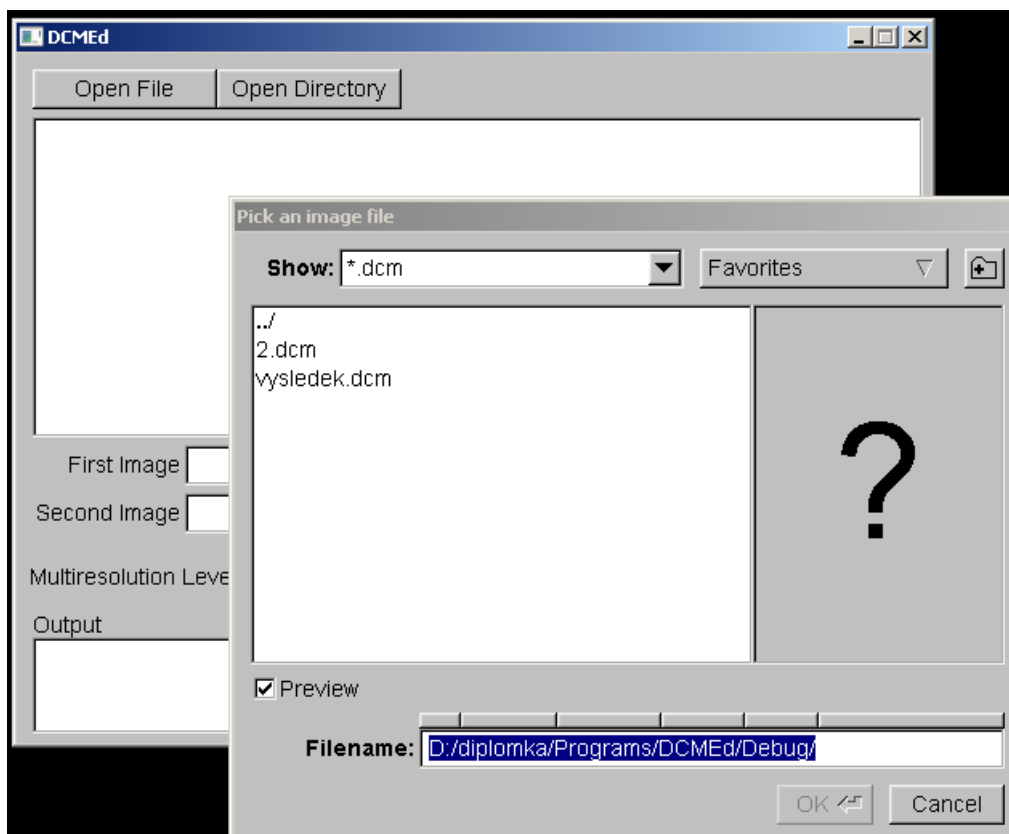 DCMEd
Open File Open Directory
Pick an image file
Show: *.dcm Favorites
../
2.dcm
vysledek.dcm
?
First Image
Second Image
Multiresolution Leve
Output
Preview
Filename: D:/diplomka/Programs/DCMEd/Debug/
OK Cancel